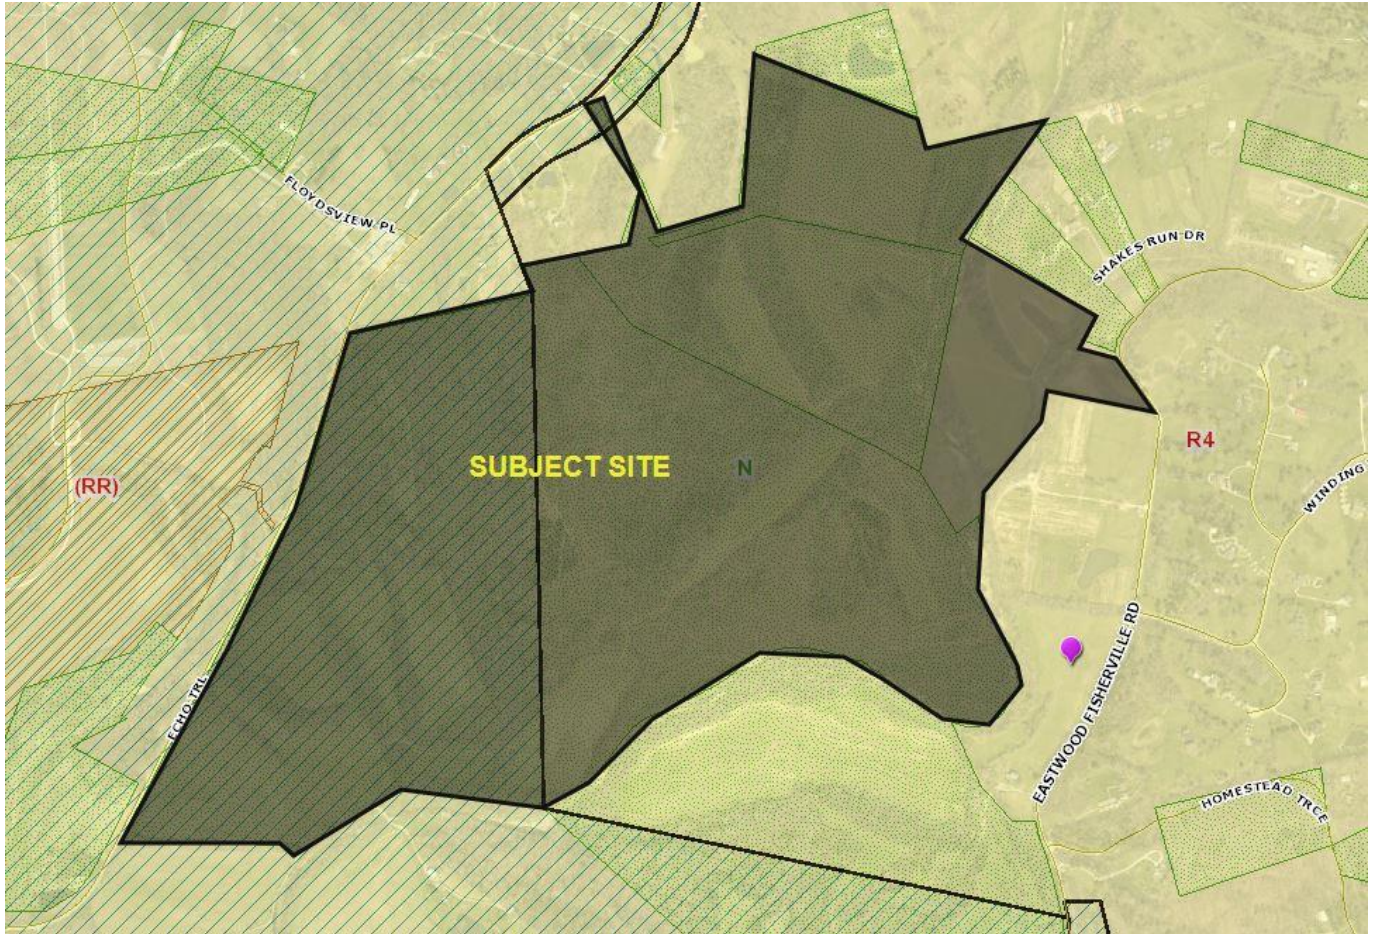 FLOYDSVIEW PL
SHAKES RUN DR
R4
SUBJECT SITE
N
(RR)
WINDING
ECHO TRL
EASTWOOD FISHERVILLE RD
HOMESTEAD TRCE